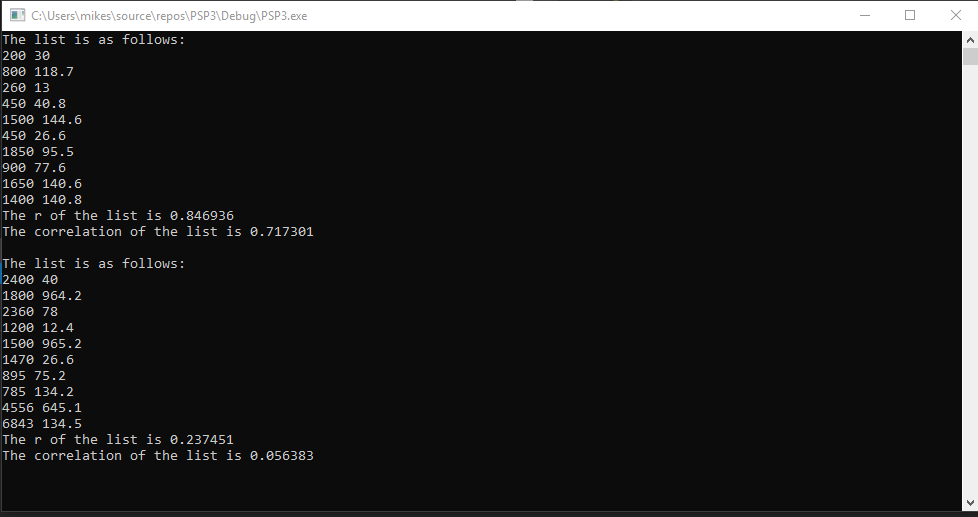 C:\Users\mikes\source\repos\PSP3\Debug\PSP3.exe
The list is as follows:
200 30
800 118.7
260 13
450 40.8
1500 144.6
450 26.6
1850 95.5
900 77.6
1650 140.6
1400 140.8
The r of the list is 0.846936
The correlation of the list is 0.717301
The list is as follows:
2400 40
1800 964.2
2360 78
1200 12.4
1500 965.2
1470 26.6
895 75.2
785 134.2
4556 645.1
6843 134.5
The r of the list is 0.237451
The correlation of the list is 0.056383